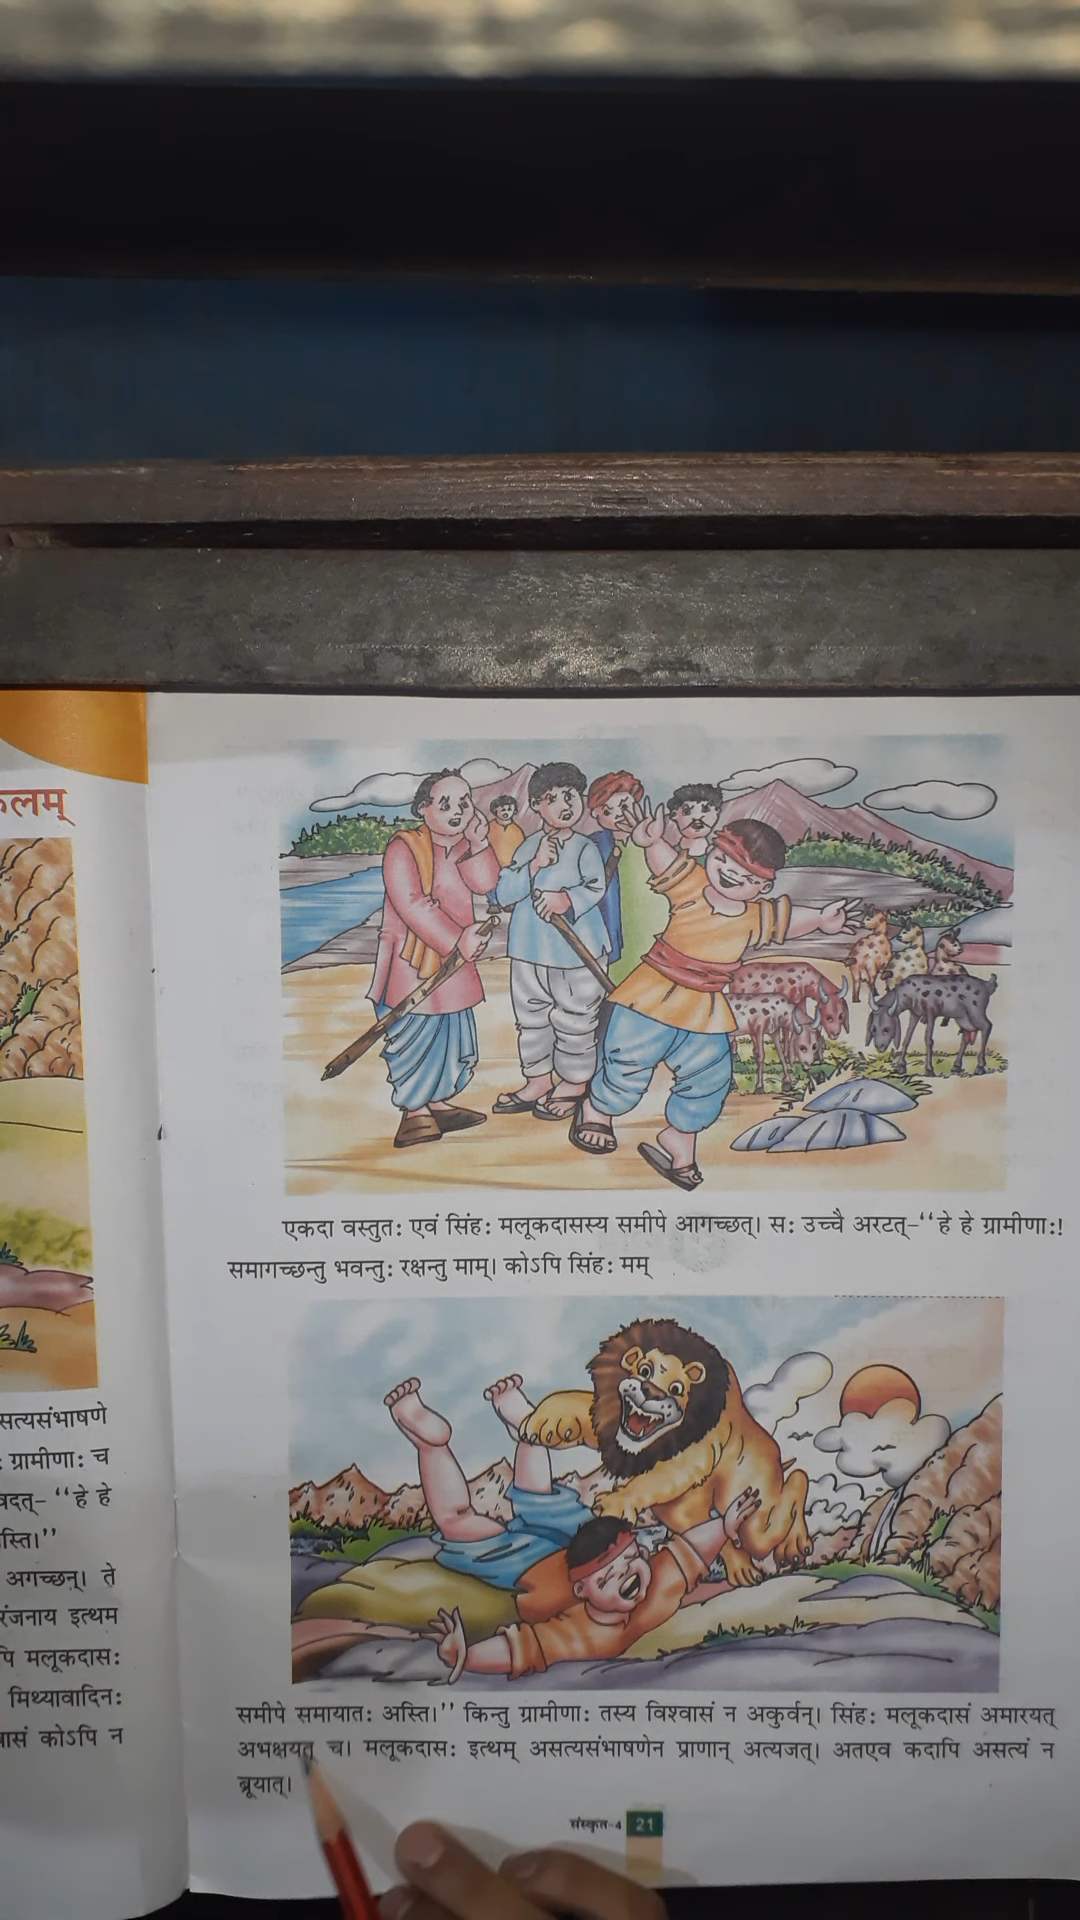 लम्
सत्यसंभाषणे
ग्रामीणाः च
वदत्- “हे हे
स्ति।”
अगच्छन्। ते
रंजनाय इत्थम
पि मलूकदासः
मिथ्यावादिनः
कोऽपि न
एकदा वस्तुतः एवं सिंहः मलूकदासस्य समीपे आगच्छत्। सः उच्चै अरटत्-“हे हे ग्रामीणाः!
समागच्छन्तु भवन्तुः रक्षन्तु माम्। कोऽपि सिंहः मम्
समीपे समायातः अस्ति।” किन्तु ग्रामीणाः तस्य विश्वासं न अकुर्वन्। सिंहः मलूकदासं अमारयत्
अभक्षयत् च। मलूकदासः इत्थम् असत्यसंभाषणेन प्राणान् अत्यजत्। अतएव कदापि असत्यं न
ब्रूयात्।
संस्कृत-4 21